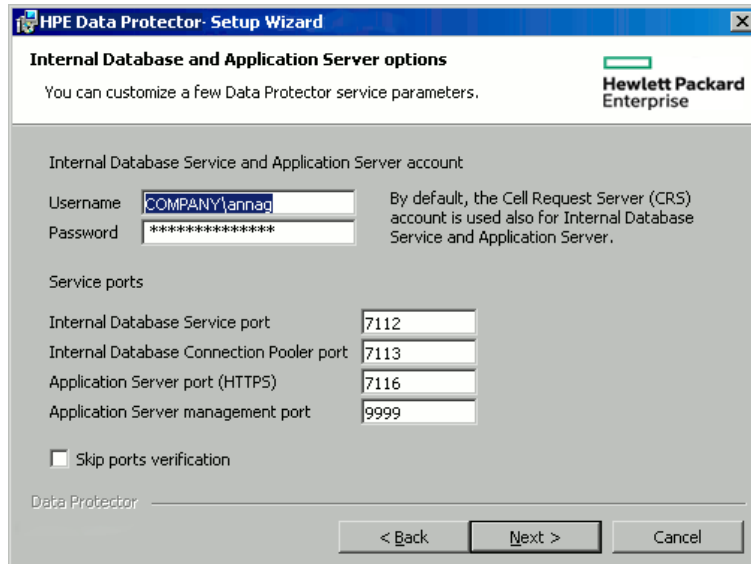 HPE Data Protector- Setup Wizard
Internal Database and Application Server options
You can customize a few Data Protector service parameters.
Hewlett Packard
Enterprise
Internal Database Service and Application Server account
Username COMPANY\annag
Password **************
By default, the Cell Request Server (CRS)
account is used also for Internal Database
Service and Application Server.
Service ports
Internal Database Service port 7112
Internal Database Connection Pooler port 7113
Application Server port (HTTPS) 7116
Application Server management port 9999
Skip ports verification
Data Protector
< Back Next > Cancel